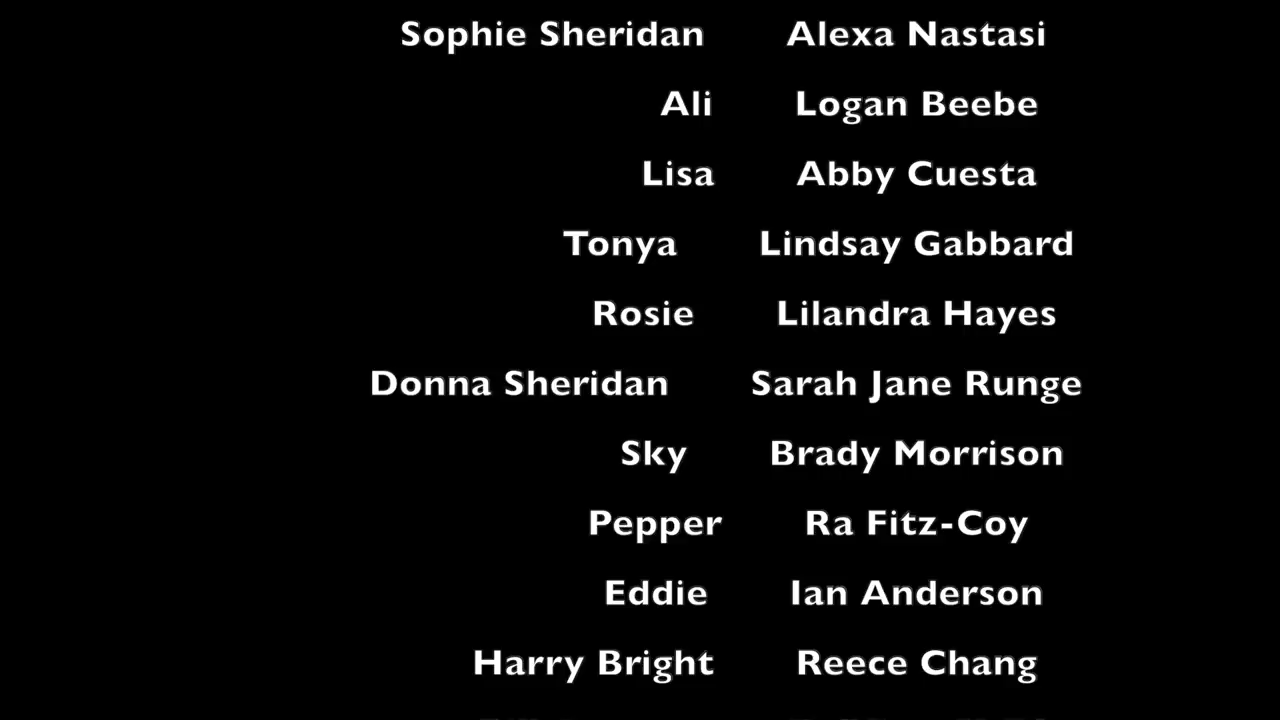 Sophie Sheridan Alexa Nastasi
Ali Logan Beebe
Lisa Abby Cuesta
Tonya Lindsay Gabbard
Rosie Lilandra Hayes
Donna Sheridan Sarah Jane Runge
Sky Brady Morrison
Pepper Ra Fitz-Coy
Eddie Ian Anderson
Harry Bright Reece Chang